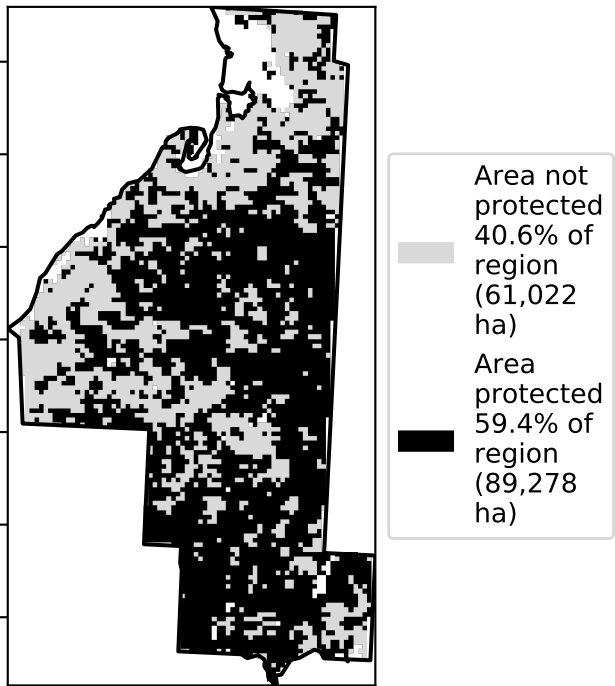 Area not
protected
40.6% of
region
(61,022
ha)
Area
protected
59.4% of
region
(89,278
ha)